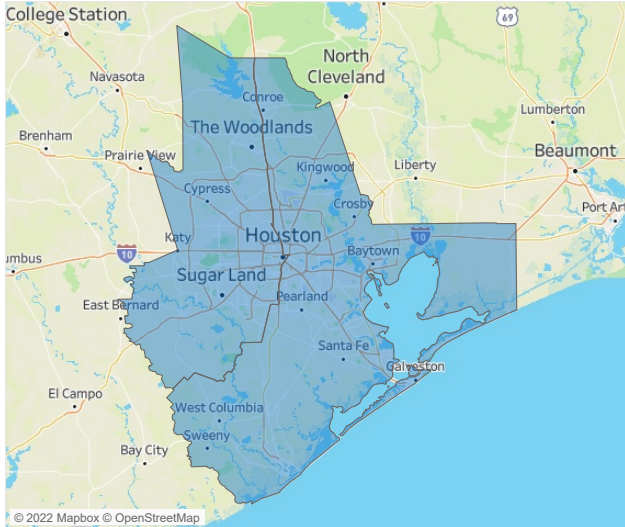 College Station
69
North
Cleveland
Navasota
Conroe
Lumberton
The Woodlands
Brenham
Beaumont
Prairie View
Kingwood
Liberty
Cypress
Crosby
Port Art
Katy
Houston
10
10
Baytown
umbus
Sugar Land
Pearland
East Bernard
Santa Fe
Galveston
El Campo
West Columbia
Sweeny
Bay City
© 2022 Mapbox © OpenStreetMap